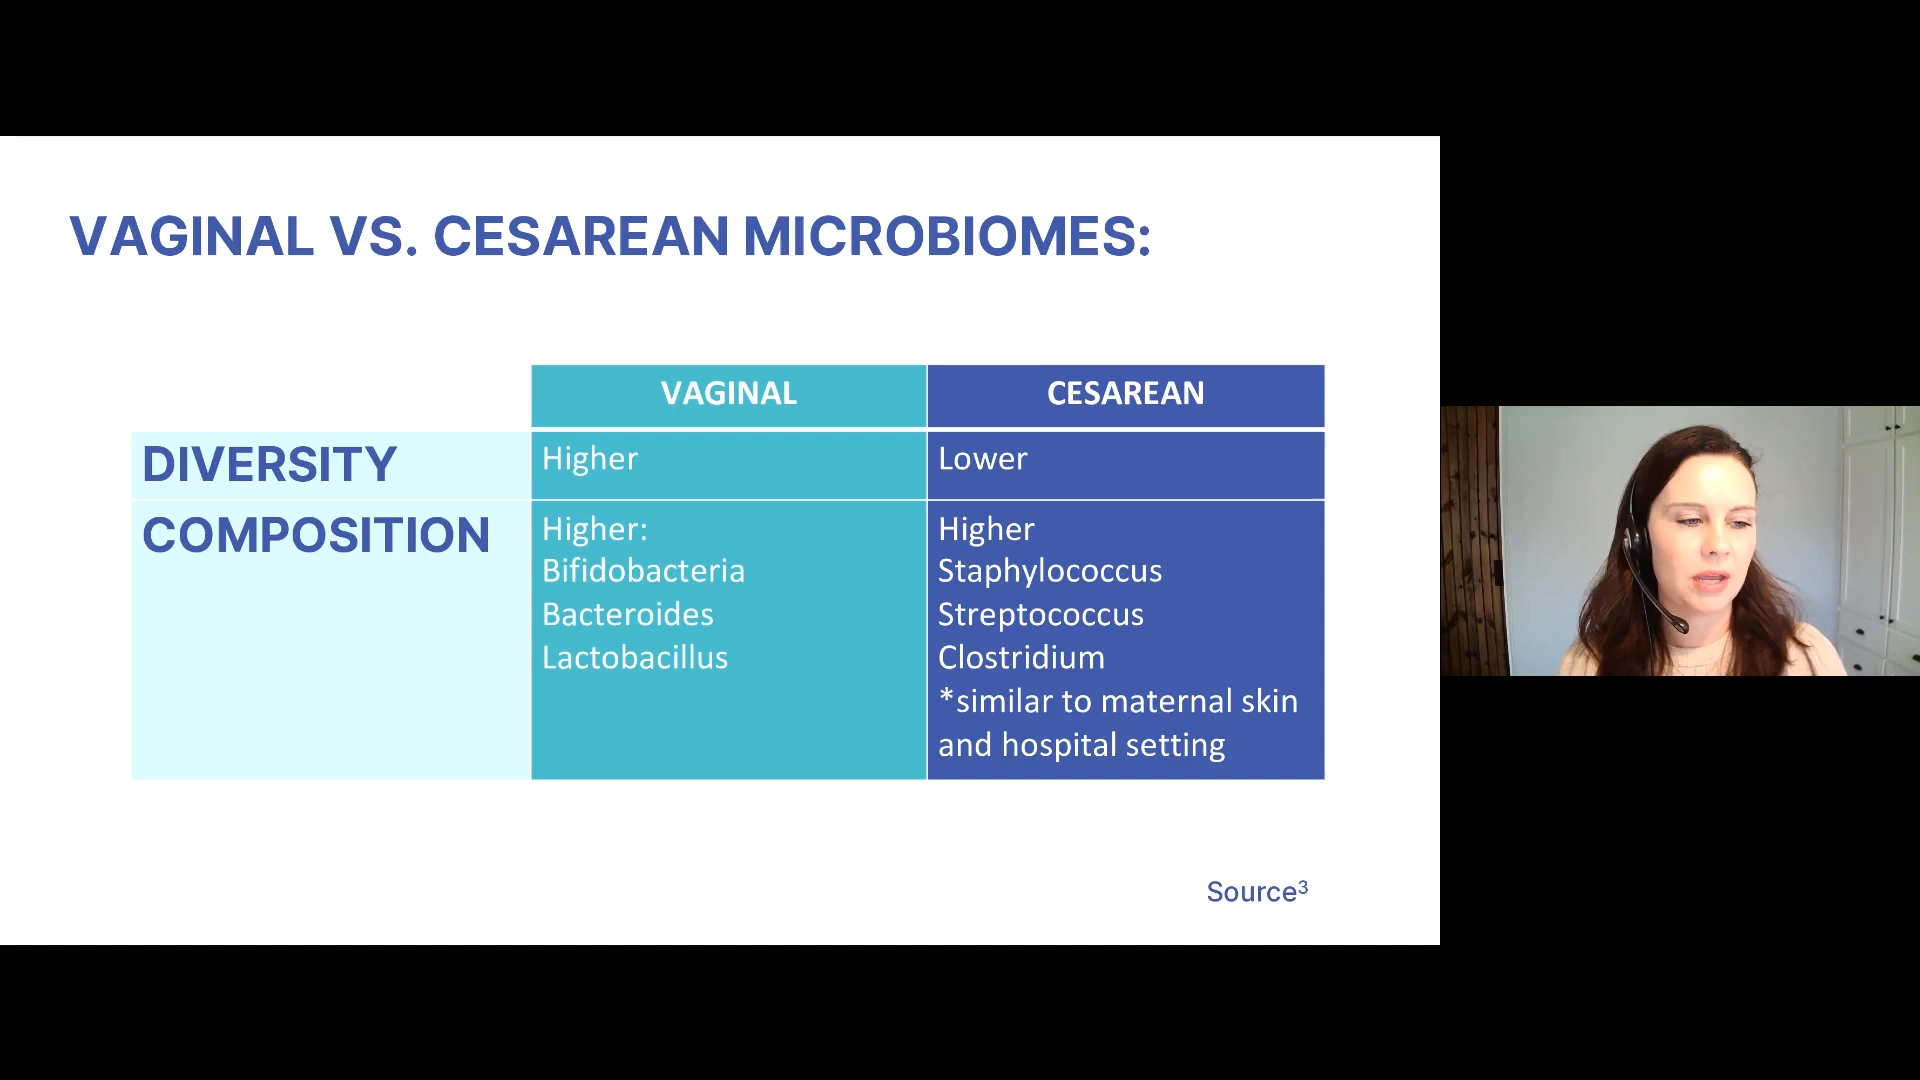 VAGINAL VS. CESAREAN MICROBIOMES:
VAGINAL
CESAREAN
DIVERSITY
Higher
Lower
COMPOSITION
Higher:
Bifidobacteria
Bacteroides
Lactobacillus
Higher
Staphylococcus
Streptococcus
Clostridium
*similar to maternal skin
and hospital setting
Source³